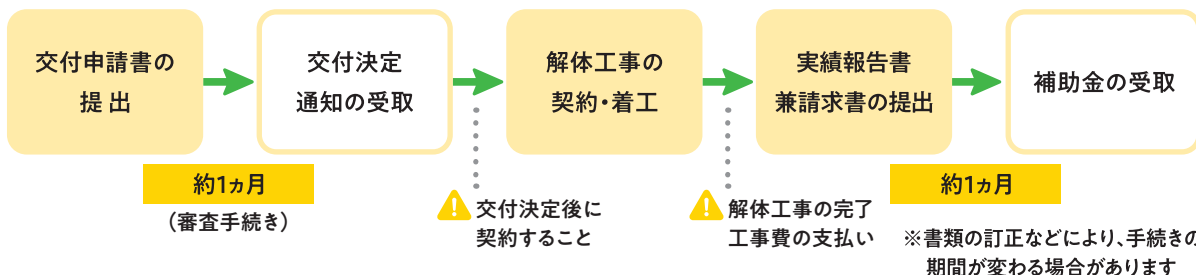 交付申請書の
提出
交付決定
通知の受取
解体工事の
契約・着工
実績報告書
兼請求書の提出
補助金の受取
約1ヵ月
(審査手続き)
交付決定後に
契約すること
解体工事の完了
工事費の支払い
約1ヵ月
※書類の訂正などにより、手続きの
期間が変わる場合があります